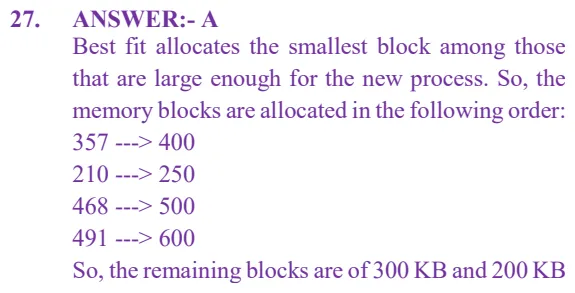 27. ANSWER:- A
Best fit allocates the smallest block among those
that are large enough for the new process. So, the
memory blocks are allocated in the following order:
357 ---> 400
210 ---> 250
468 ---> 500
491 ---> 600
So, the remaining blocks are of 300 KB and 200 KB